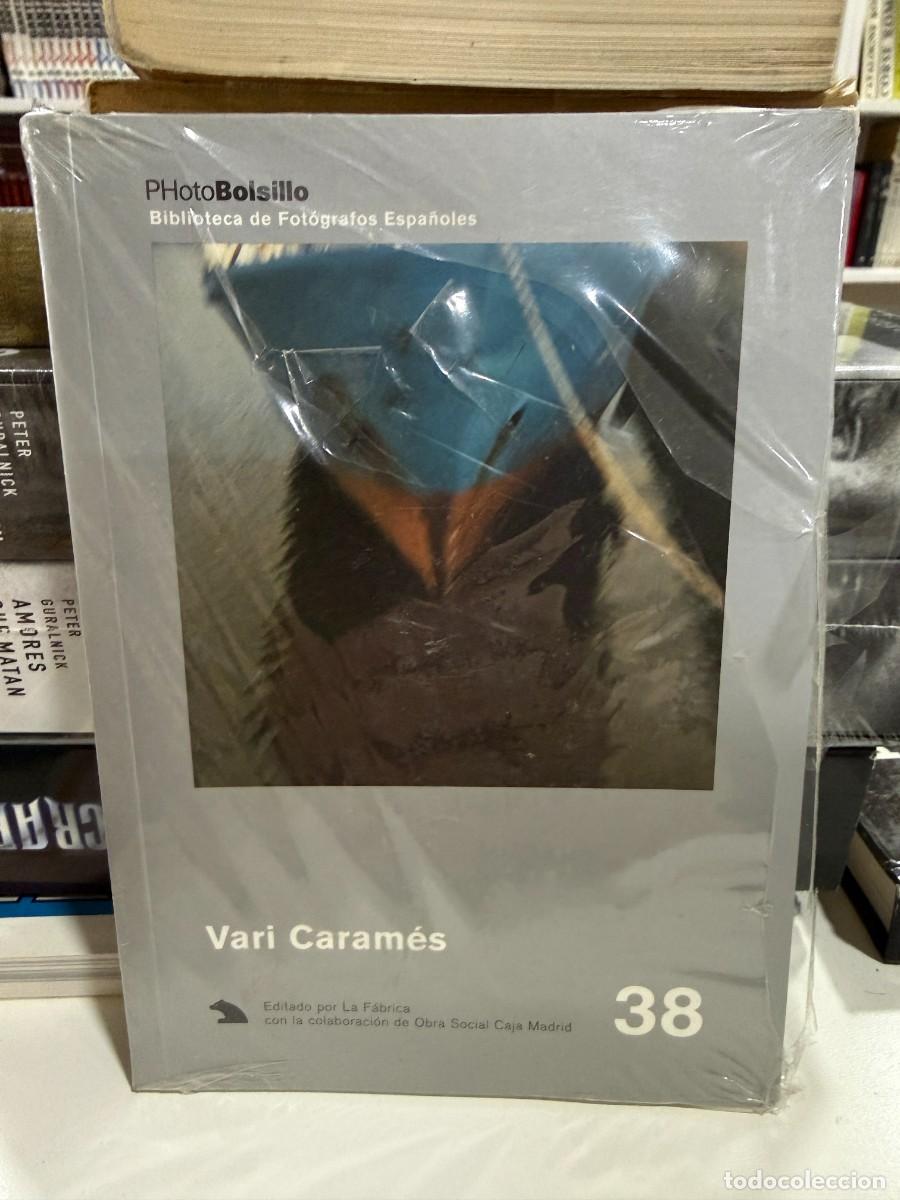 PHotoBolsillo
Biblioteca de Fotógrafos Españoles
Vari Caramés
Editado por La Fábrica
con la colaboración de Obra Social Caja Madrid
38
PETER
GURALNICK
PETER
GURALNICK
AMORES
QUE MATAN
todocoleccion